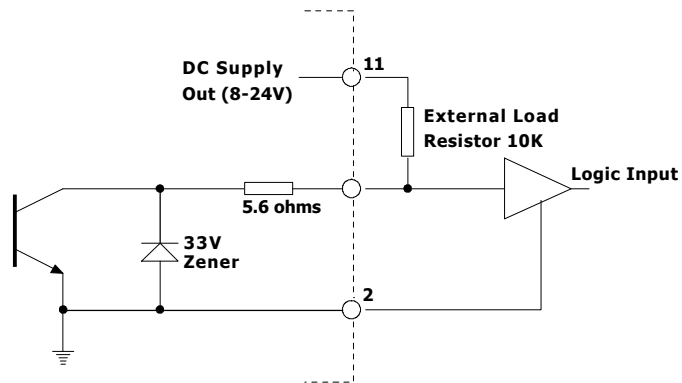 DC Supply
Out (8-24V)
11
External Load
Resistor 10K
Logic Input
5.6 ohms
33V
Zener
2